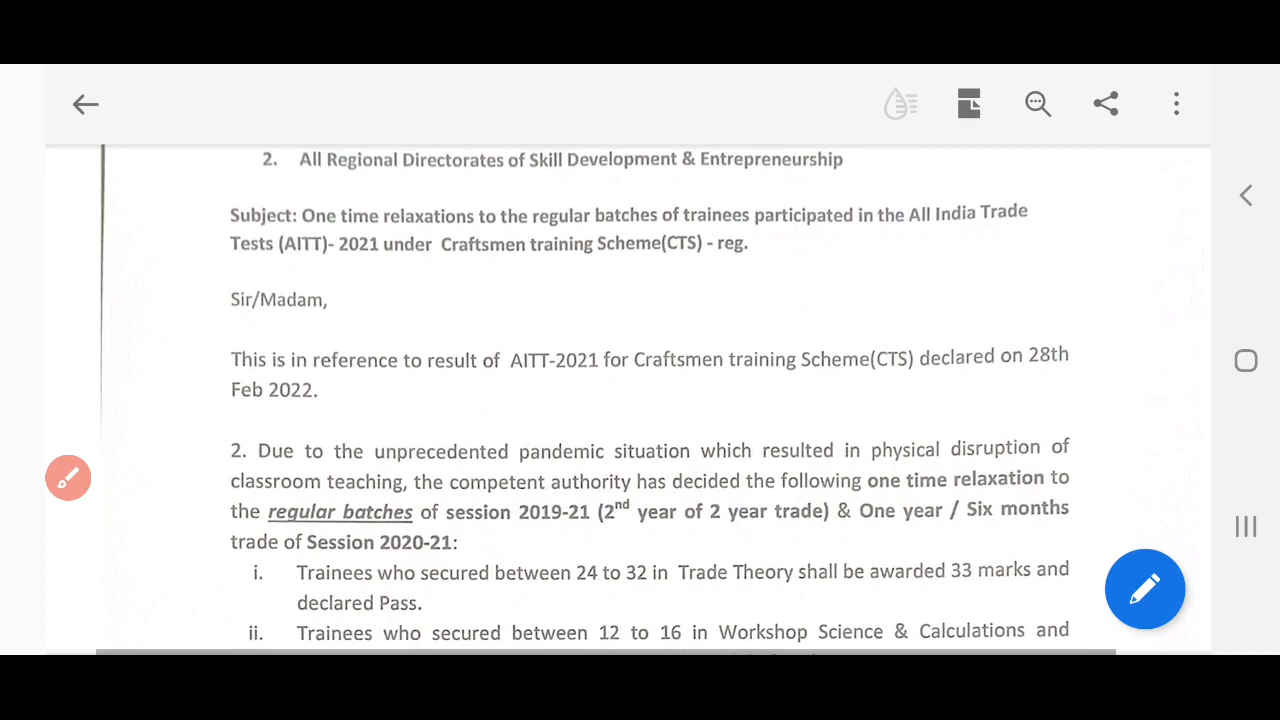 2. All Regional Directorates of Skill Development & Entrepreneurship
Subject: One time relaxations to the regular batches of trainees participated in the All India Trade
Tests (AITT)- 2021 under Craftsmen training Scheme(CTS) - reg.
Sir/Madam,
This is in reference to result of AITT-2021 for Craftsmen training Scheme(CTS) declared on 28th
Feb 2022.
2. Due to the unprecedented pandemic situation which resulted in physical disruption of
classroom teaching, the competent authority has decided the following one time relaxation to
the regular batches of session 2019-21 (2nd year of 2 year trade) & One year / Six months
trade of Session 2020-21:
i. Trainees who secured between 24 to 32 in Trade Theory shall be awarded 33 marks and
declared Pass.
ii. Trainees who secured between 12 to 16 in Workshop Science & Calculations and